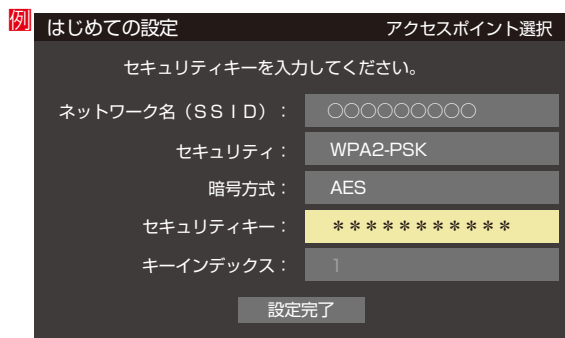 例
はじめての設定 アクセスポイント選択
セキュリティキーを入力してください。
ネットワーク名（ＳＳＩＤ）： ○○○○○○○○○
セキュリティ： WPA2-PSK
暗号方式： AES
セキュリティキー： ＊＊＊＊＊＊＊＊＊＊＊
キーインデックス： 1
設定完了